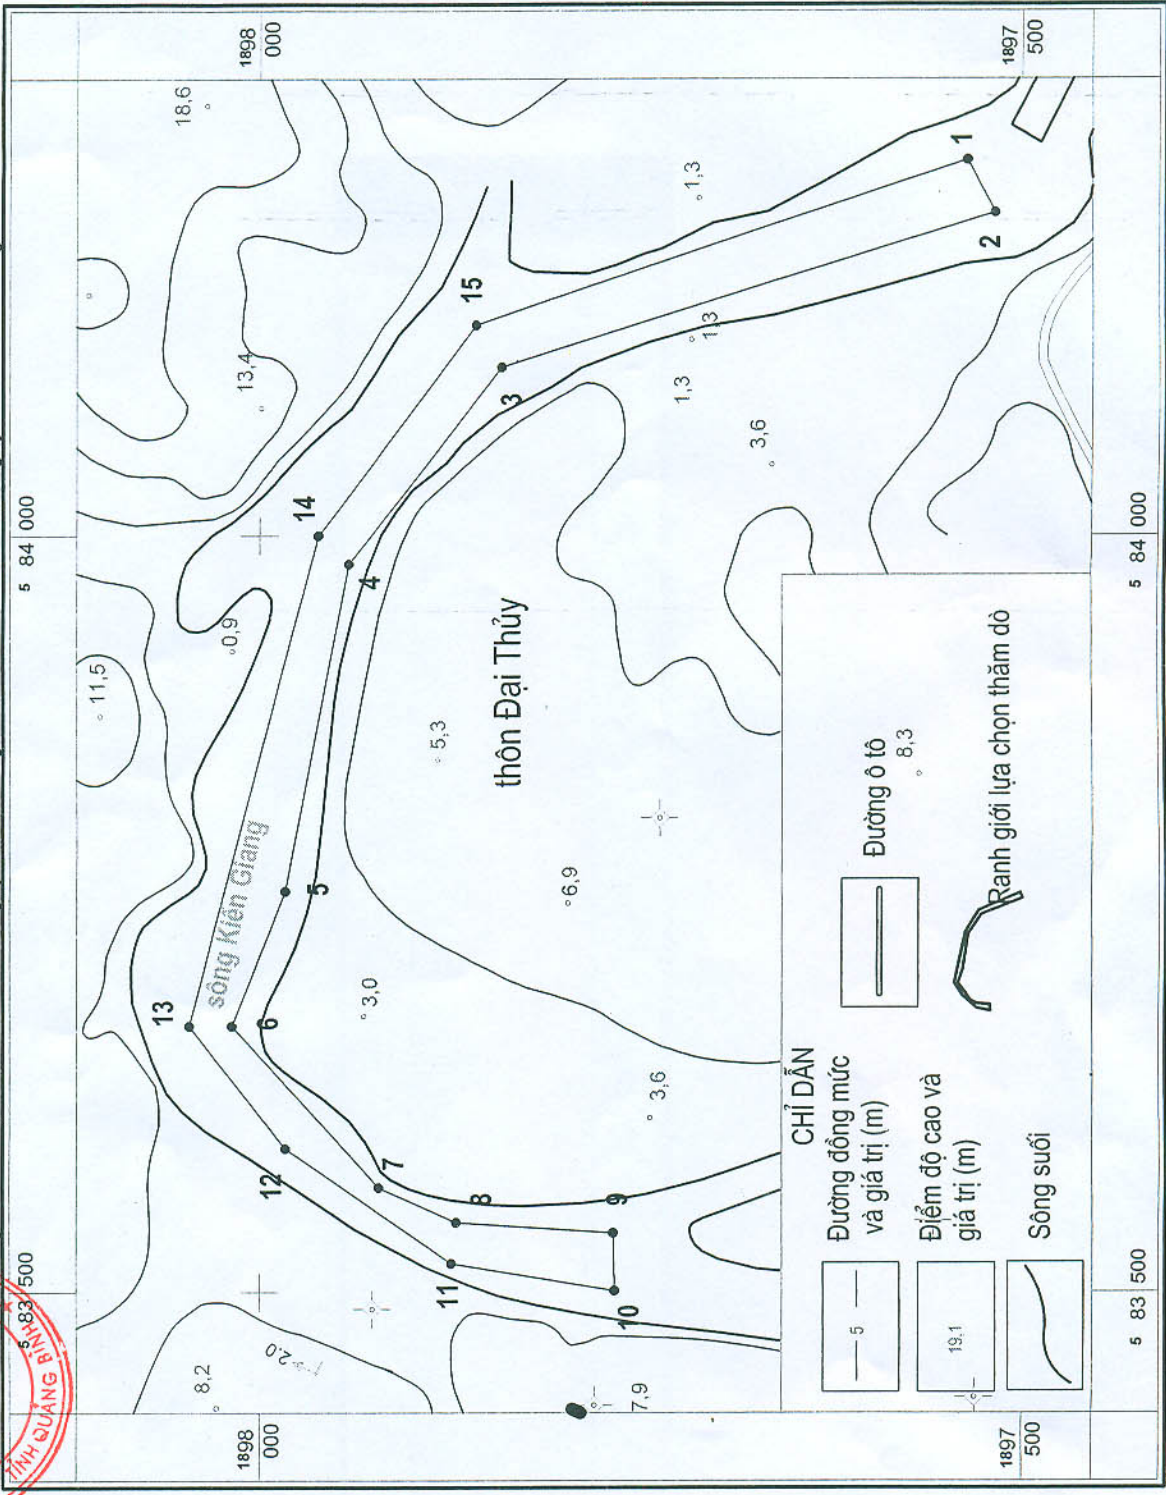 5 83 500
5 84 000
1898
000
1898
000
1897
500
1897
500
5 83 500
5 84 000
TỈNH QUẢNG BÌNH
11,5
18,6
13,4
0,9
8,2
2.0
7,9
13
sông Kiến Giang
14
15
12
6
5
4
3
7
8
9
10
11
1
2
3,0
5,3
6,9
3,6
1,3
1,3
1,3
3,6
thôn Đại Thủy
CHỈ DẪN
5
Đường đồng mức
và giá trị (m)
19.1
Điểm độ cao và
giá trị (m)
Sông suối
Đường ô tô
8,3
Ranh giới lựa chọn thăm dò